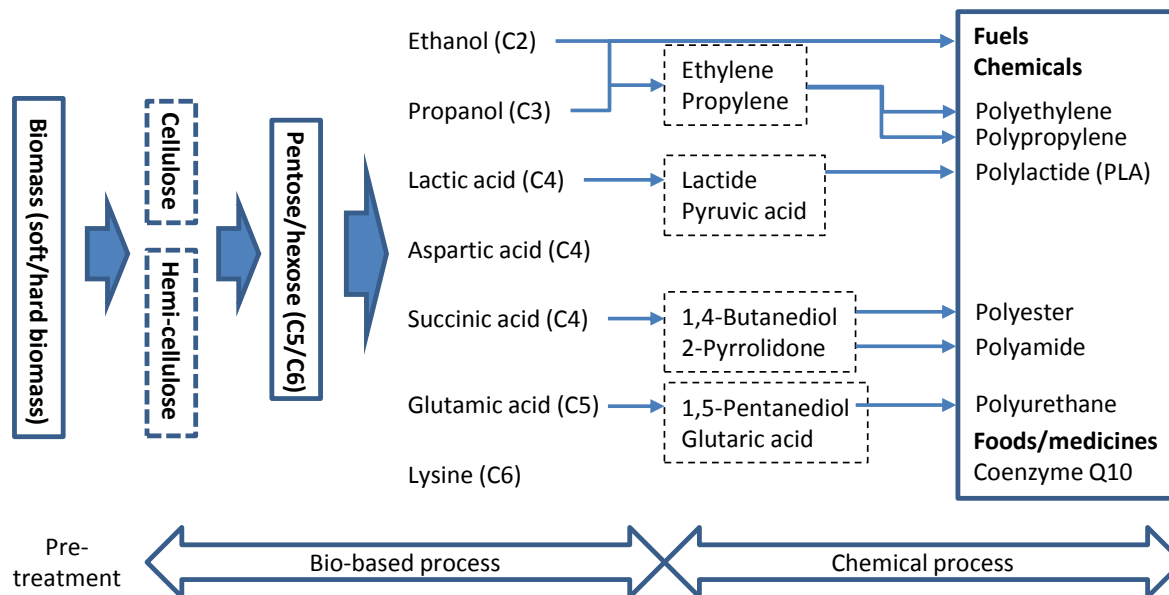 Biomass (soft/hard biomass)
Cellulose
Hemi-cellulose
Pentose/hexose (C5/C6)
Ethanol (C2)
Propanol (C3)
Lactic acid (C4)
Aspartic acid (C4)
Succinic acid (C4)
Glutamic acid (C5)
Lysine (C6)
Ethylene
Propylene
Lactide
Pyruvic acid
1,4-Butanediol
2-Pyrrolidone
1,5-Pentanediol
Glutaric acid
Fuels
Chemicals
Polyethylene
Polypropylene
Polylactide (PLA)
Polyester
Polyamide
Polyurethane
Foods/medicines
Coenzyme Q10
Pre-
treatment
Bio-based process
Chemical process